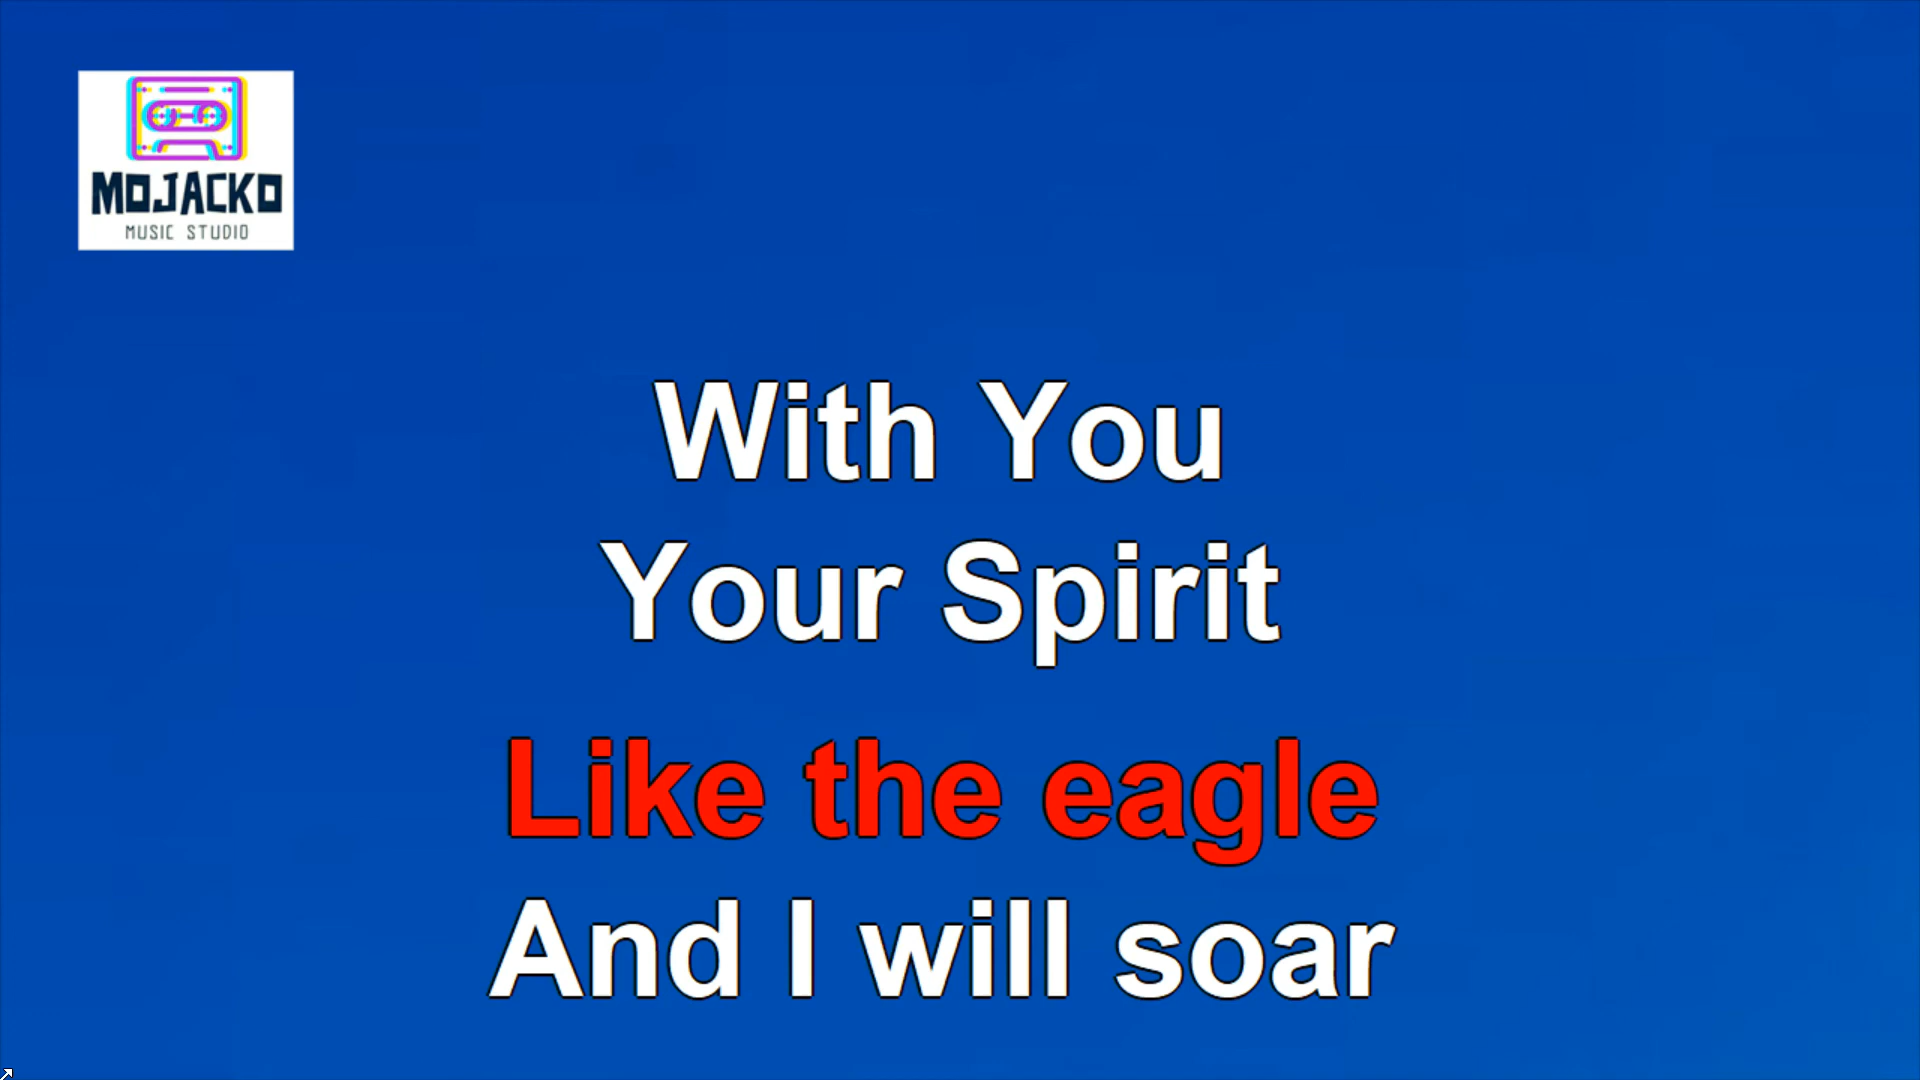 MOJACKO
MUSIC STUDIO
With You
Your Spirit
Like the eagle
And I will soar